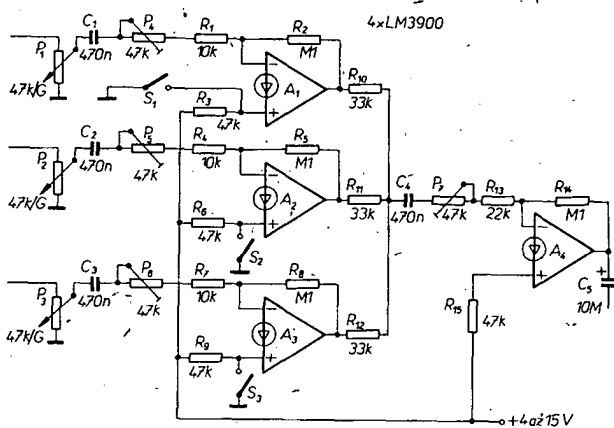 4xLM3900
C1
470n
P4
47k
R1
10k
R2
M1
P1
47k/G
S1
R3
47k
A1
R10
33k
C2
470n
P5
47k
R4
10k
R5
M1
P2
47k/G
R6
47k
S2
A2
R11
33k
C4
470n
P7
47k
R13
22k
R14
M1
A4
C5
10M
R15
47k
C3
470n
P6
47k
R7
10k
R8
M1
P3
47k/G
R9
47k
S3
A3
R12
33k
+4 až 15 V